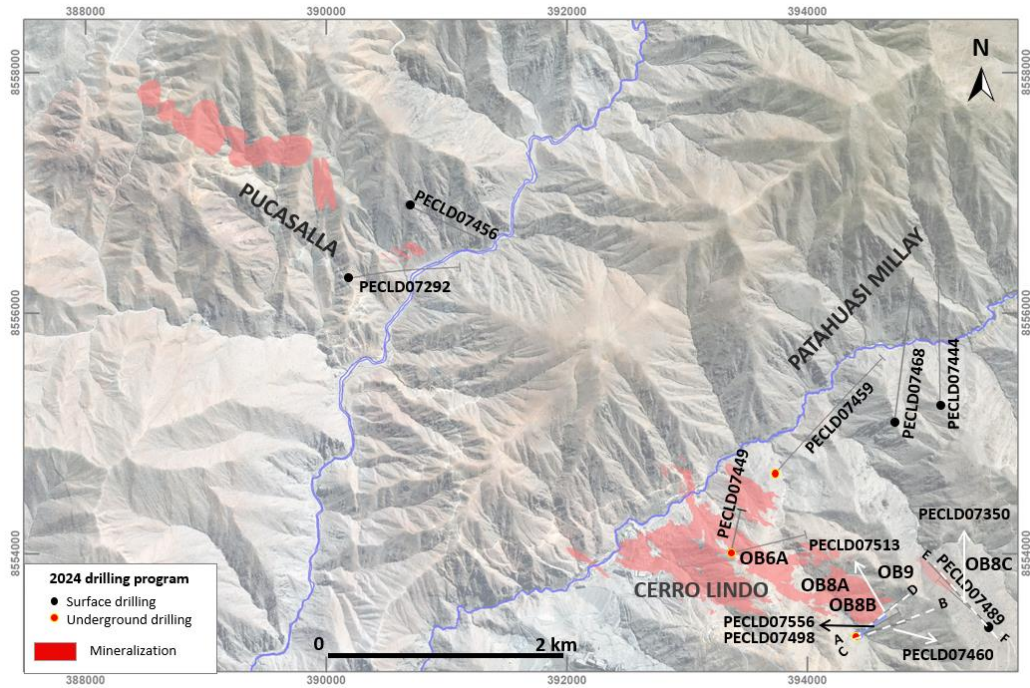 388000
390000
392000
394000
N
8558000
8558000
PUCASALLA
PECLD07456
PECLD07292
8556000
8556000
PATAHUASI MILLAY
PECLD07468
PECLD07444
PECLD07459
PECLD07449
PECLD07350
8554000
8554000
PECLD07513
OB6A
OB9
E
PECLD07489
OB8C
CERRO LINDO
OB8A
D
B
OB8B
PECLD07556
PECLD07498
A
C
F
PECLD07460
2024 drilling program
Surface drilling
Underground drilling
Mineralization
0
2 km
388000
390000
392000
394000